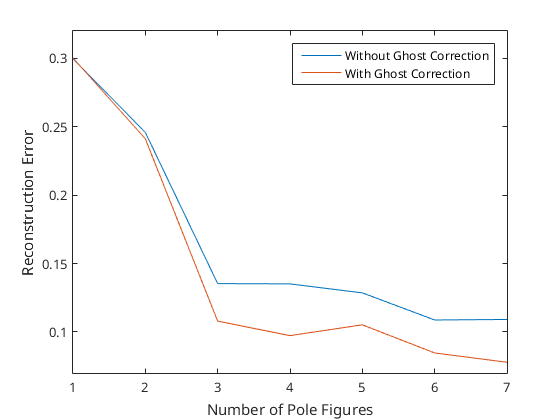 Without Ghost Correction
With Ghost Correction
0.3
0.25
0.2
0.15
0.1
Reconstruction Error
1 2 3 4 5 6 7
Number of Pole Figures